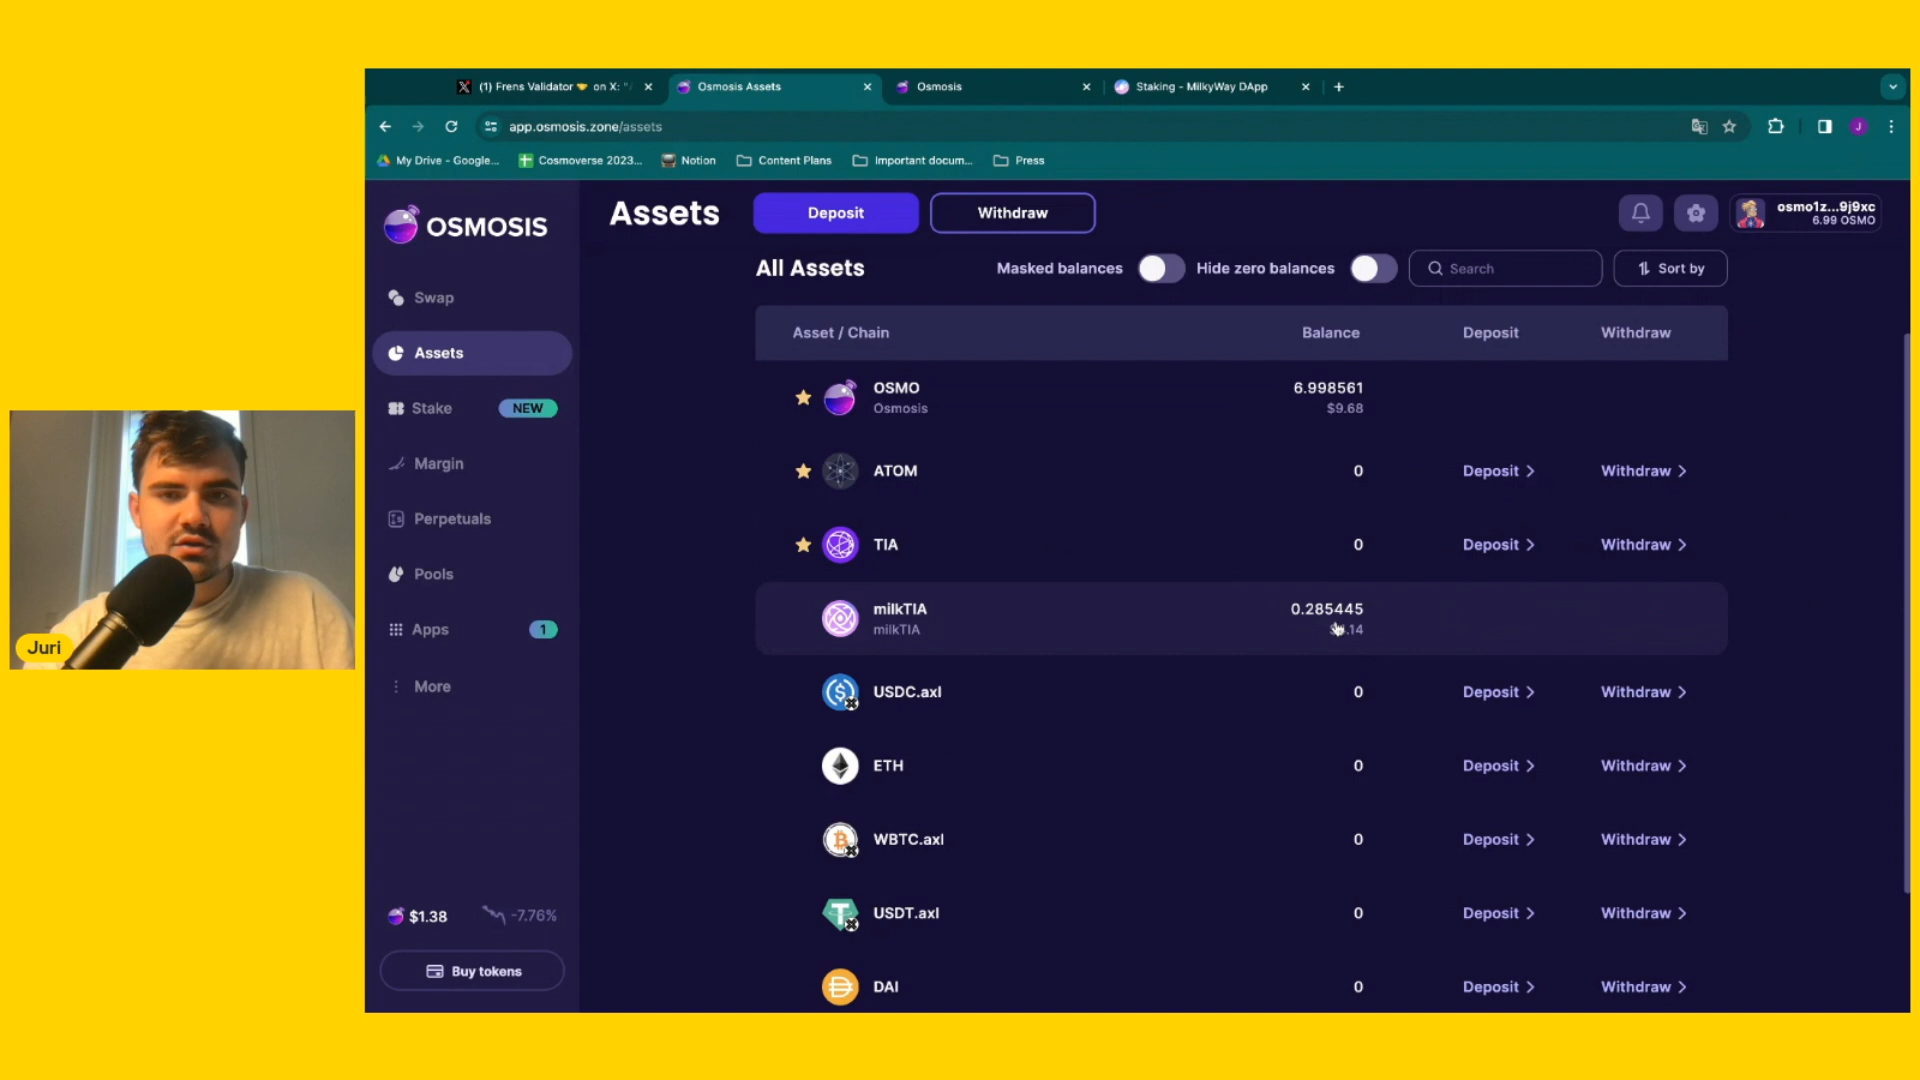 (1) Frens Validator 🤝 on X: "/
Osmosis Assets
Osmosis
Staking - MilkyWay DApp
app.osmosis.zone/assets
My Drive - Google...
Cosmoverse 2023...
Notion
Content Plans
Important docum...
Press
J
OSMOSIS
Assets
Deposit
Withdraw
osmo1z...9j9xc
6.99 OSMO
Swap
Assets
Stake
NEW
Margin
Perpetuals
Pools
Apps
1
More
$1.38
-7.76%
Buy tokens
All Assets
Masked balances
Hide zero balances
Search
Sort by
Asset / Chain
Balance
Deposit
Withdraw
OSMO
Osmosis
6.998561
$9.68
ATOM
0
Deposit
Withdraw
TIA
0
Deposit
Withdraw
milkTIA
milkTIA
0.285445
.14
USDC.axl
0
Deposit
Withdraw
ETH
0
Deposit
Withdraw
WBTC.axl
0
Deposit
Withdraw
USDT.axl
0
Deposit
Withdraw
DAI
0
Deposit
Withdraw
Juri